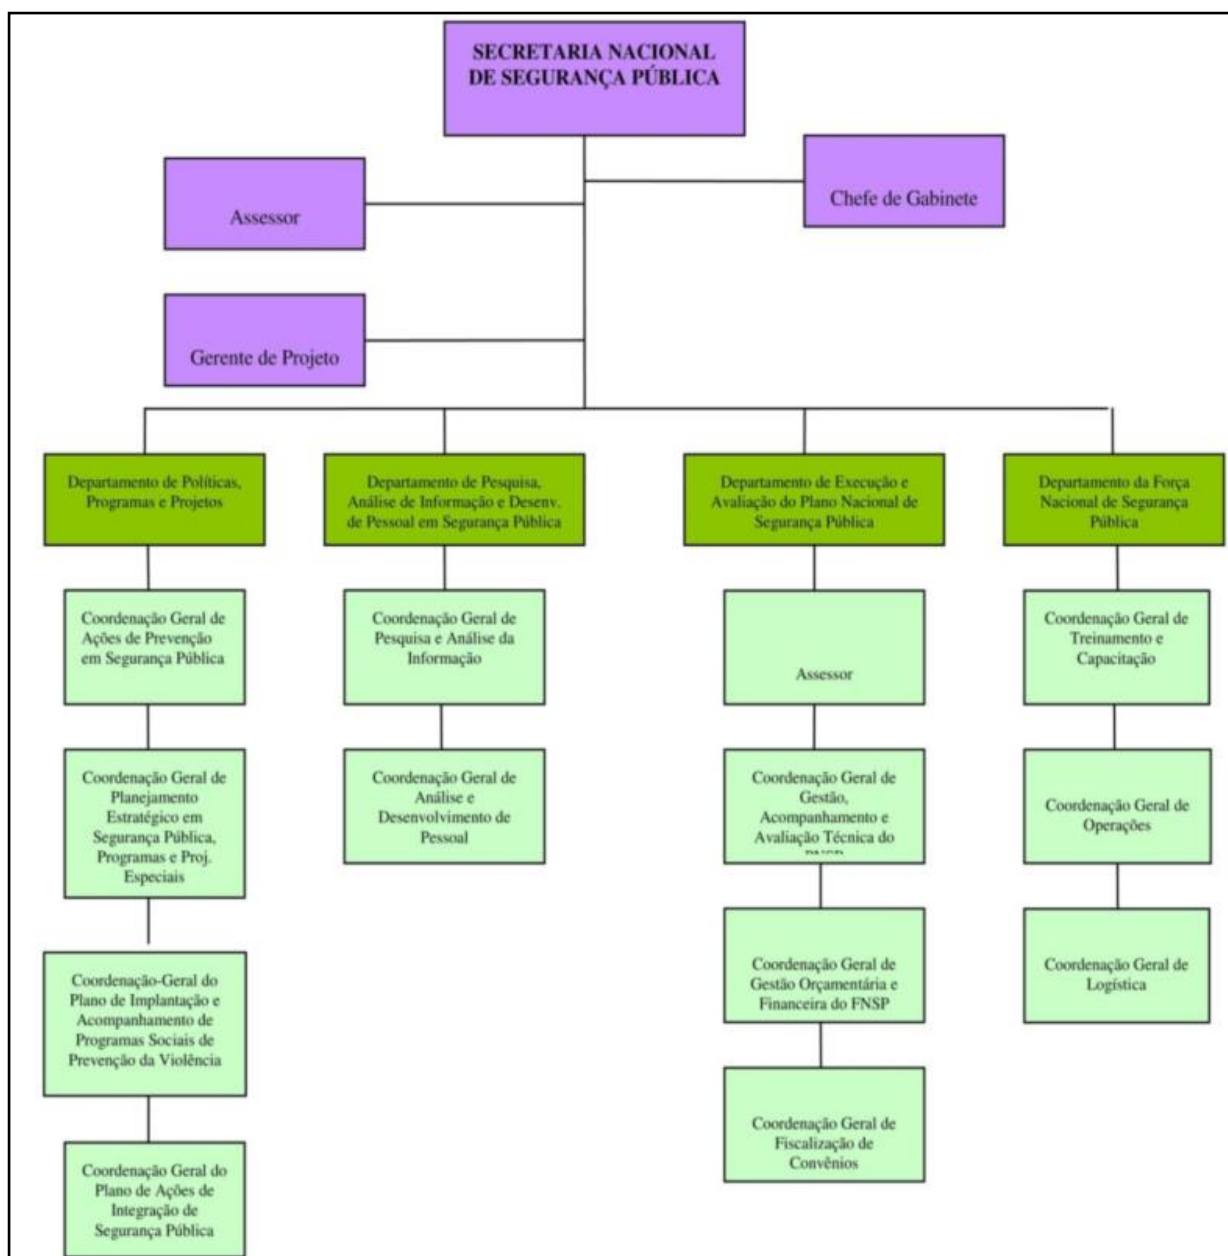 SECRETARIA NACIONAL
DE SEGURANÇA PÚBLICA
Chefe de Gabinete
Assessor
Gerente de Projeto
Departamento de Políticas,
Programas e Projetos
Departamento de Pesquisa,
Análise de Informação e Desenv.
de Pessoal em Segurança Pública
Departamento de Execução e
Avaliação do Plano Nacional de
Segurança Pública
Departamento da Força
Nacional de Segurança
Pública
Coordenação Geral de
Ações de Prevenção
em Segurança Pública
Coordenação Geral de
Pesquisa e Análise da
Informação
Assessor
Coordenação Geral de
Treinamento e
Capacitação
Coordenação Geral de
Planejamento
Estratégico em
Segurança Pública,
Programas e Proj.
Especiais
Coordenação Geral de
Análise e
Desenvolvimento de
Pessoal
Coordenação Geral de
Gestão,
Acompanhamento e
Avaliação Técnica do
Coordenação Geral de
Operações
Coordenação-Geral do
Plano de Implantação e
Acompanhamento de
Programas Sociais de
Prevenção da Violência
Coordenação Geral de
Gestão Orçamentária e
Financeira do FNSP
Coordenação Geral de
Logística
Coordenação Geral do
Plano de Ações de
Integração de
Segurança Pública
Coordenação Geral de
Fiscalização de
Convênios